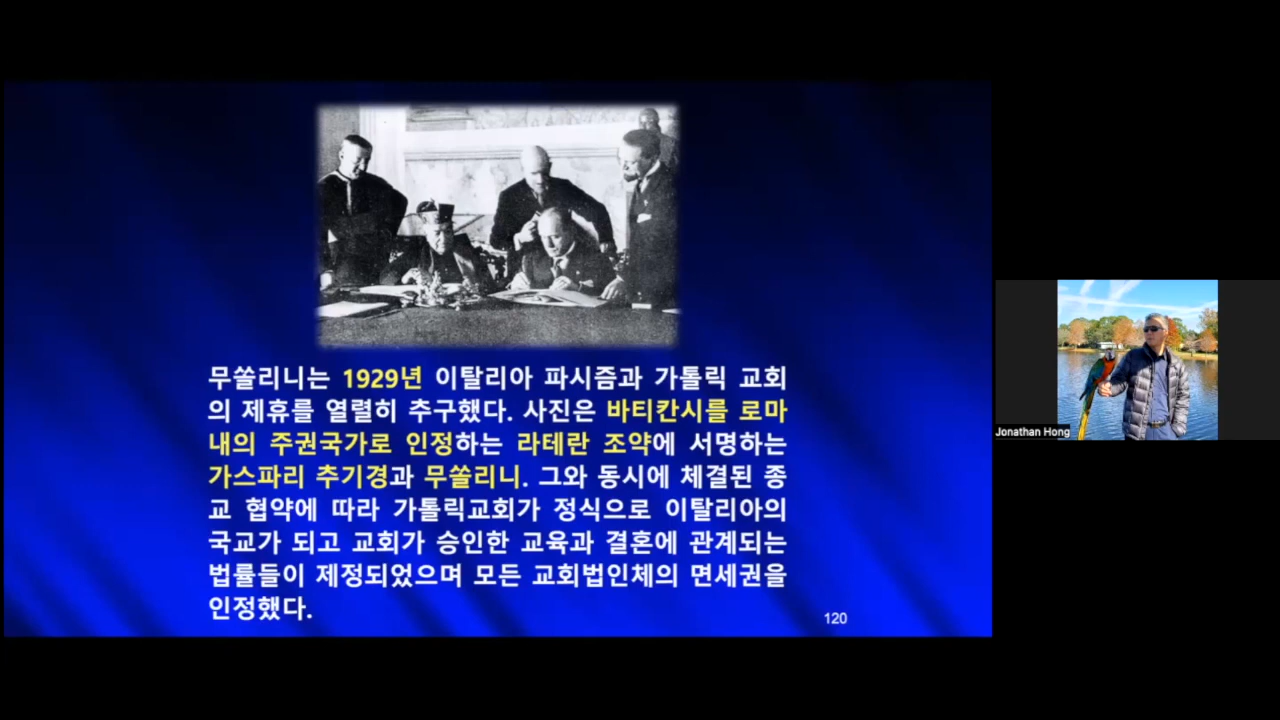 무쏠리니는 1929년 이탈리아 파시즘과 가톨릭 교회
의 제휴를 열렬히 추구했다. 사진은 바티칸시를 로마
내의 주권국가로 인정하는 라테란 조약에 서명하는
가스파리 추기경과 무쏠리니. 그와 동시에 체결된 종
교 협약에 따라 가톨릭교회가 정식으로 이탈리아의
국교가 되고 교회가 승인한 교육과 결혼에 관계되는
법률들이 제정되었으며 모든 교회법인체의 면세권을
인정했다.
120
Jonathan Hong